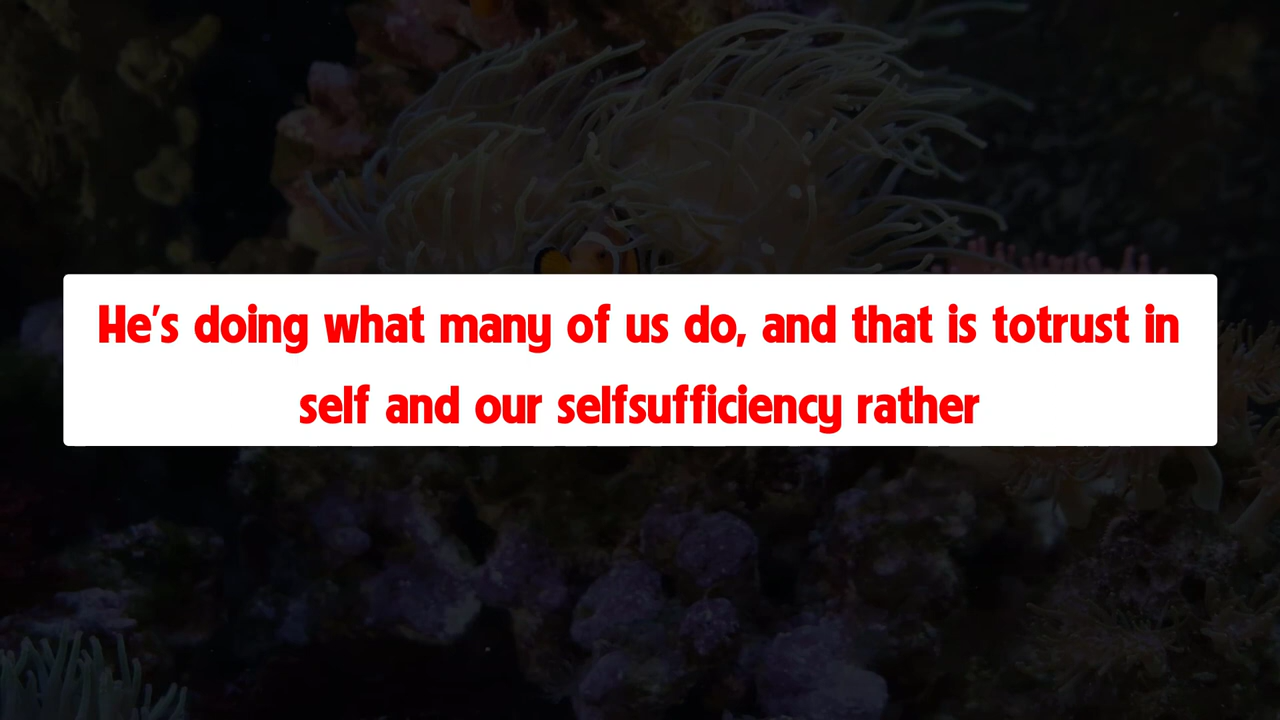 He's doing what many of us do, and that is totrust in
self and our selfsufficiency rather